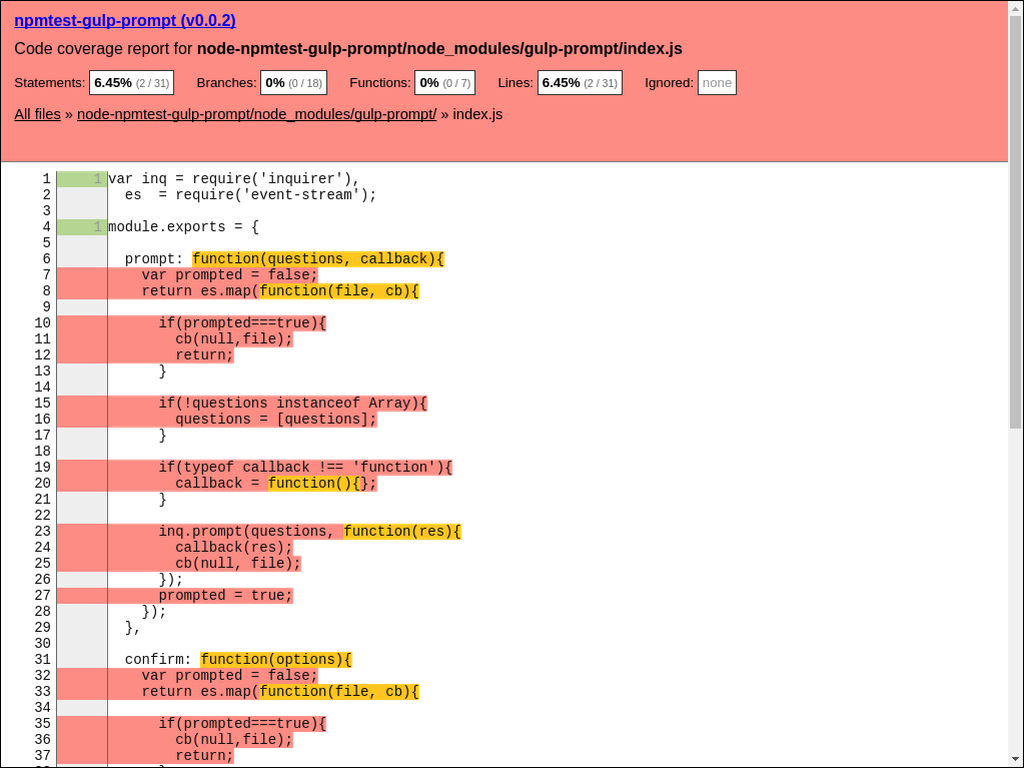 npmtest-gulp-prompt (v0.0.2)
Code coverage report for node-npmtest-gulp-prompt/node_modules/gulp-prompt/index.js
Statements: 6.45% (2 / 31) Branches: 0% (0 / 18) Functions: 0% (0 / 7) Lines: 6.45% (2 / 31) Ignored: none
All files » node-npmtest-gulp-prompt/node_modules/gulp-prompt/ » index.js
1 1 var inq = require('inquirer'),
2 es  = require('event-stream');
3
4 1 module.exports = {
5
6 prompt: function(questions, callback){
7 var prompted = false;
8 return es.map(function(file, cb){
9
10 if(prompted===true){
11 cb(null,file);
12 return;
13 }
14
15 if(!questions instanceof Array){
16 questions = [questions];
17 }
18
19 if(typeof callback !== 'function'){
20 callback = function(){};
21 }
22
23 inq.prompt(questions, function(res){
24 callback(res);
25 cb(null, file);
26 });
27 prompted = true;
28 });
29 },
30
31 confirm: function(options){
32 var prompted = false;
33 return es.map(function(file, cb){
34
35 if(prompted===true){
36 cb(null,file);
37 return;